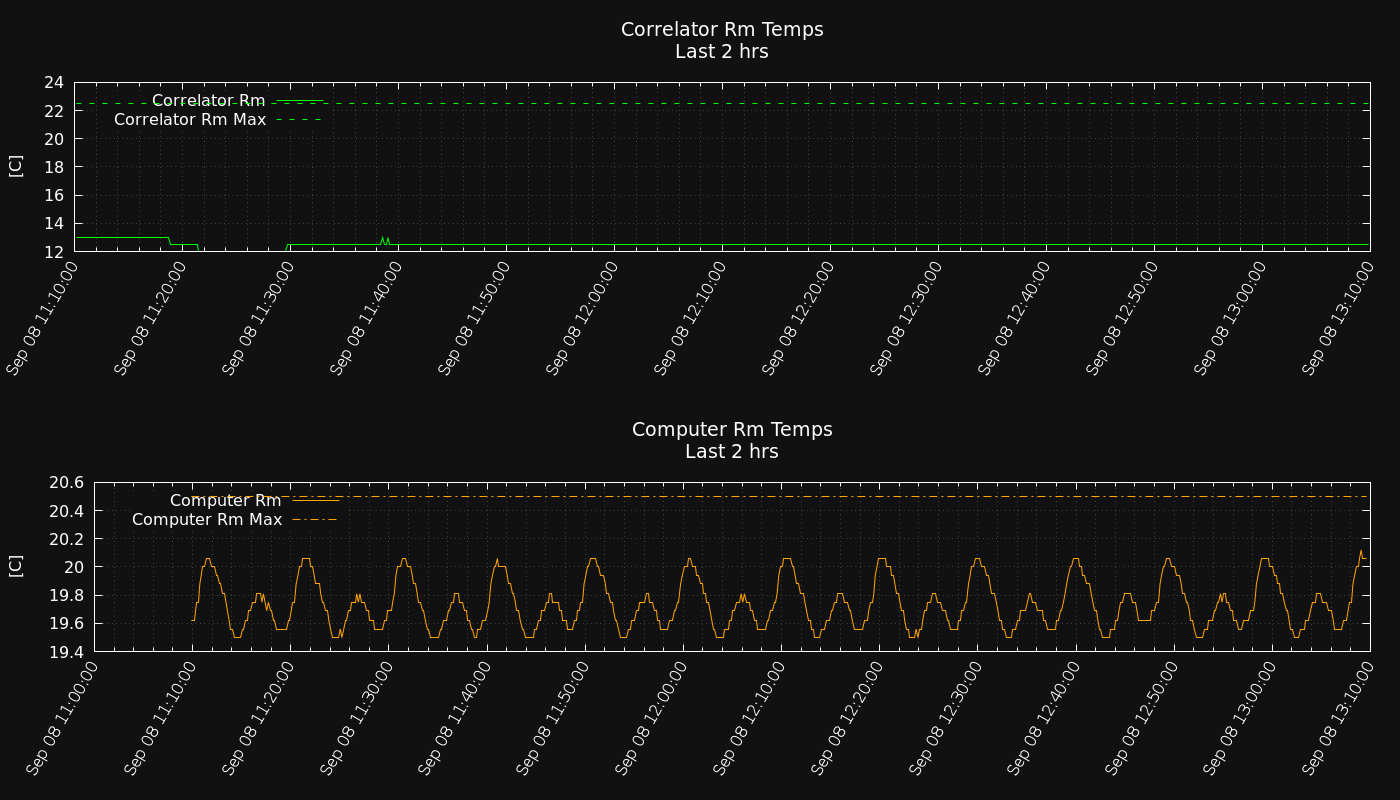 Correlator Rm Temps
Last 2 hrs
24
22
20
18
16
14
12
[C]
Correlator Rm
Correlator Rm Max
Sep 08 11:10:00
Sep 08 11:20:00
Sep 08 11:30:00
Sep 08 11:40:00
Sep 08 11:50:00
Sep 08 12:00:00
Sep 08 12:10:00
Sep 08 12:20:00
Sep 08 12:30:00
Sep 08 12:40:00
Sep 08 12:50:00
Sep 08 13:00:00
Sep 08 13:10:00
Computer Rm Temps
Last 2 hrs
20.6
20.4
20.2
20
19.8
19.6
19.4
[C]
Computer Rm
Computer Rm Max
Sep 08 11:00:00
Sep 08 11:10:00
Sep 08 11:20:00
Sep 08 11:30:00
Sep 08 11:40:00
Sep 08 11:50:00
Sep 08 12:00:00
Sep 08 12:10:00
Sep 08 12:20:00
Sep 08 12:30:00
Sep 08 12:40:00
Sep 08 12:50:00
Sep 08 13:00:00
Sep 08 13:10:00